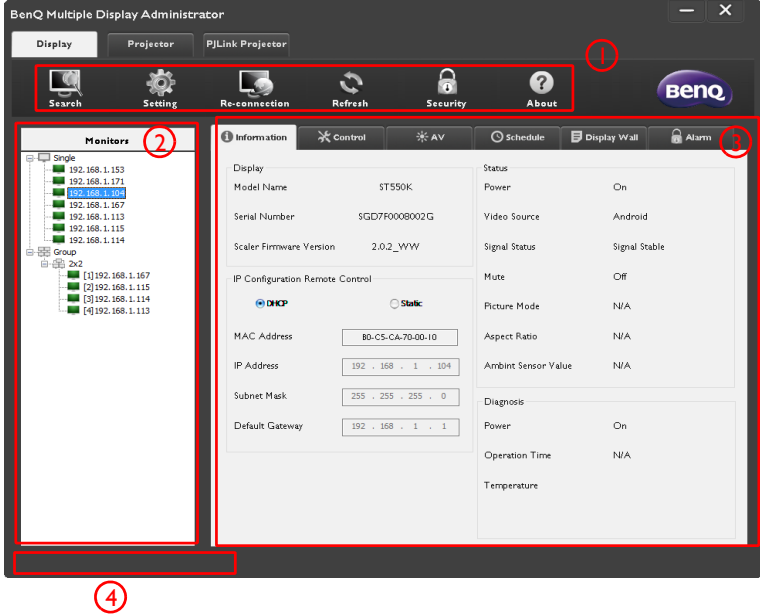 BenQ Multiple Display Administrator
Display Projector PJLink Projector
1
Search Setting Re-connection Refresh Security About
BenQ
Monitors 2
Single
192.168.1.153
192.168.1.171
192.168.1.104
192.168.1.167
192.168.1.113
192.168.1.115
192.168.1.114
Group
2x2
[1]192.168.1.167
[2]192.168.1.115
[3]192.168.1.114
[4]192.168.1.113
Information Control AV Schedule Display Wall Alarm 3
Display
Model Name ST550K
Serial Number SGD7F0008002G
Scaler Firmware Version 2.0.2_WW
IP Configuration Remote Control
DHCP Static
MAC Address B0-C5-CA-70-00-10
IP Address 192 . 168 . 1 . 104
Subnet Mask 255 . 255 . 255 . 0
Default Gateway 192 . 168 . 1 . 1
Status
Power On
Video Source Android
Signal Status Signal Stable
Mute Off
Picture Mode N/A
Aspect Ratio N/A
Ambint Sensor Value N/A
Diagnosis
Power On
Operation Time N/A
Temperature
4